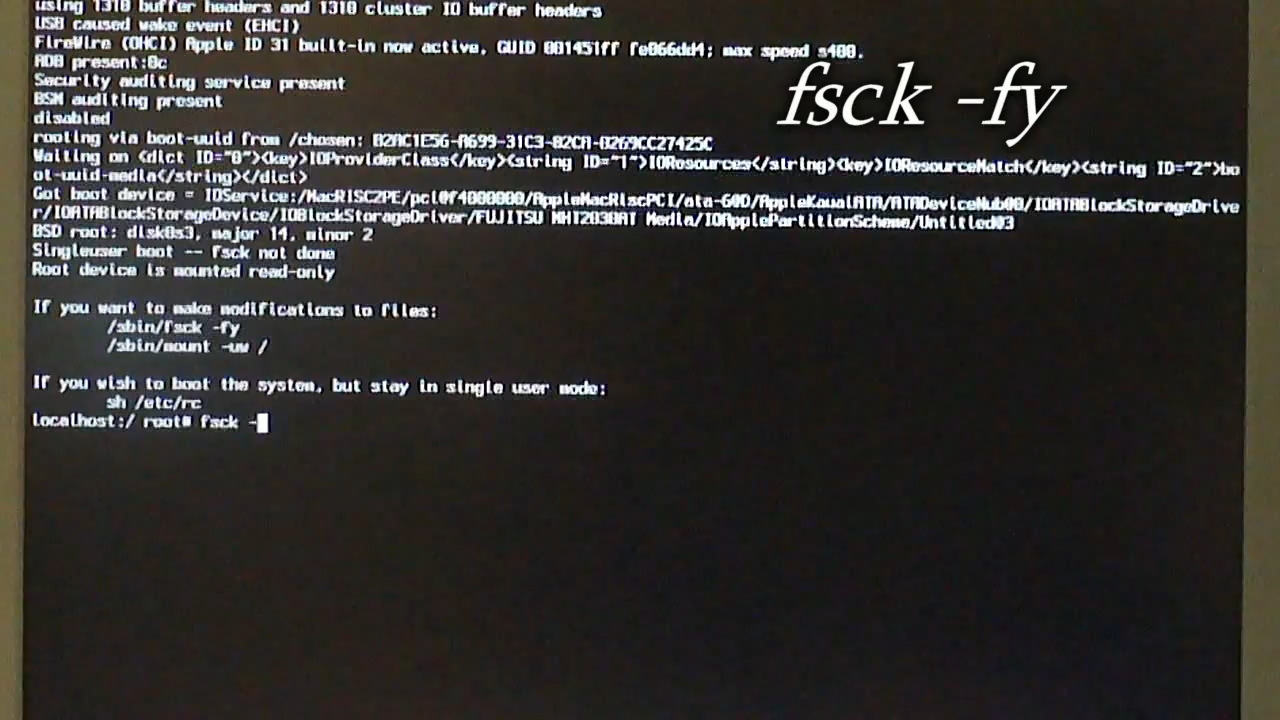 using 1310 buffer headers and 1310 cluster IO buffer headers
USB caused wake event (EHCI)
FireWire (OHCI) Apple ID 31 built-in now active, GUID 001451ff fe066dd4; max speed s400.
ADB present:8c
Security auditing service present
BSM auditing present
disabled
rooting via boot-uuid from /chosen:
Waiting on <dict ID="0"><key>IOProviderClass</key><string ID="1">IOResources</string><key>IOResourceMatch</key><string ID="2">bo
ot-uuid-media</string></dict>
Got boot device = IOService:/MacRISC2PE/pci@f4000000/AppleMacRiscPCI/ata-6@D/AppleKauaiATA/ATADeviceNub@0/IOATABlockStorageDrive
r/IOATABlockStorageDevice/IOBlockStorageDriver/FUJITSU MHT2030AT Media/IOApplePartitionScheme/Untitled@3
BSD root: disk0s3, major 14, minor 2
Singleuser boot -- fsck not done
Root device is mounted read-only
If you want to make modifications to files:
/sbin/fsck -fy
/sbin/mount -uw /
If you wish to boot the system, but stay in single user mode:
sh /etc/rc
localhost:/ root# fsck -
fsck -fy